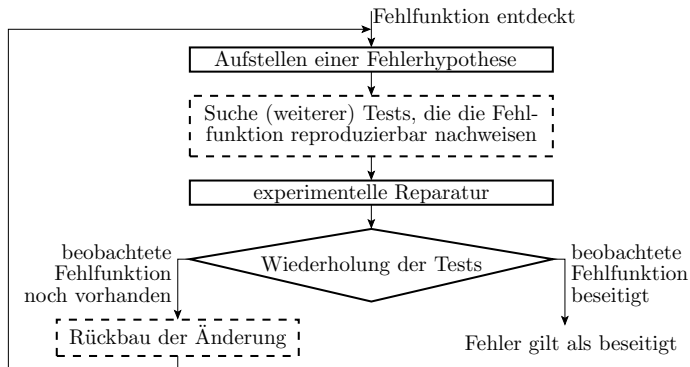 Fehlfunktion entdeckt
Aufstellen einer Fehlerhypothese
Suche (weiterer) Tests, die die Fehl-
funktion reproduzierbar nachweisen
experimentelle Reparatur
Wiederholung der Tests
beobachtete
Fehlfunktion
noch vorhanden
beobachtete
Fehlfunktion
beseitigt
Rückbau der Änderung
Fehler gilt als beseitigt